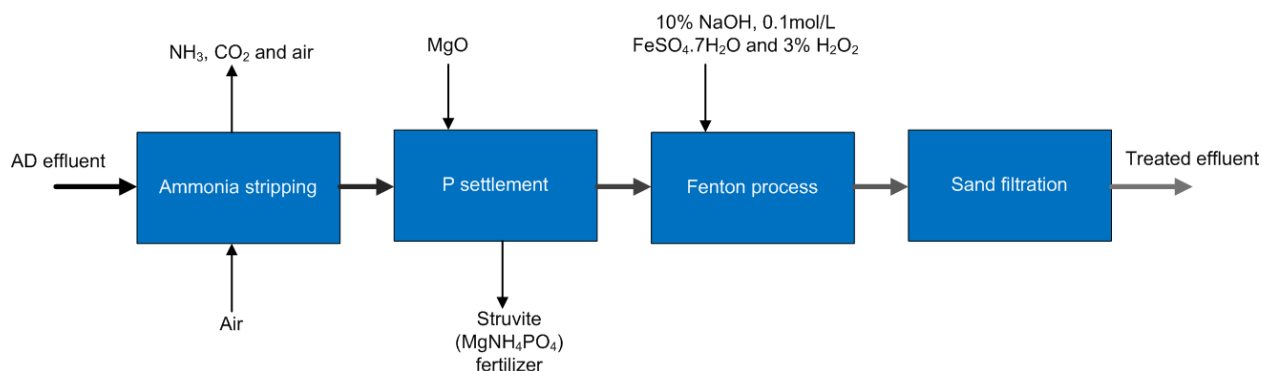 10% NaOH, 0.1mol/L
FeSO₄.7H₂O and 3% H₂O₂
NH₃, CO₂ and air
MgO
AD effluent
Ammonia stripping
P settlement
Fenton process
Sand filtration
Treated effluent
Air
Struvite
(MgNH₄PO₄)
fertilizer